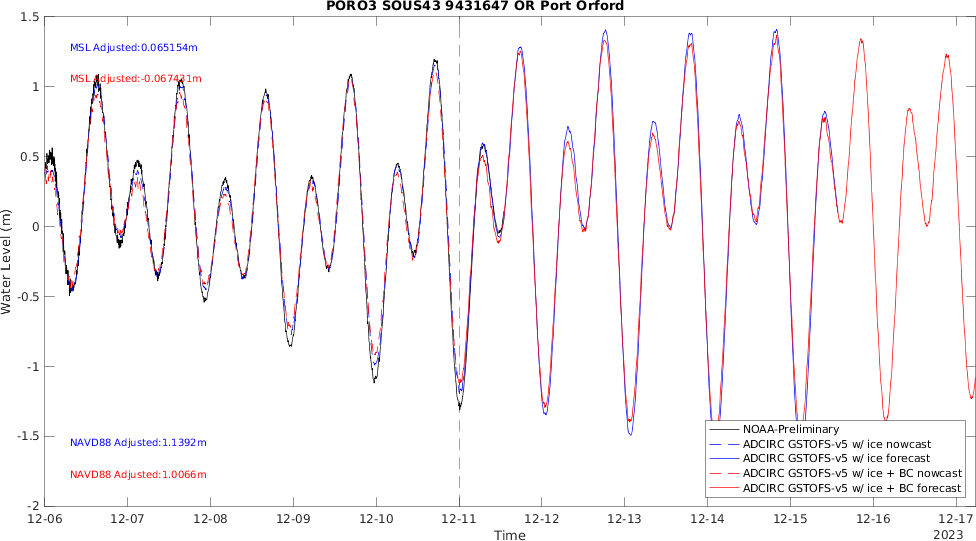 PORO3 SOUS43 9431647 OR Port Orford
1.5
1
0.5
0
-0.5
-1
-1.5
-2
Water Level (m)
MSL Adjusted:0.065154m
MSL Adjusted:-0.067431m
NAVD88 Adjusted:1.1392m
NAVD88 Adjusted:1.0066m
NOAA-Preliminary
ADCIRC GSTOFS-v5 w/ ice nowcast
ADCIRC GSTOFS-v5 w/ ice forecast
ADCIRC GSTOFS-v5 w/ ice + BC nowcast
ADCIRC GSTOFS-v5 w/ ice + BC forecast
12-06 12-07 12-08 12-09 12-10 12-11 12-12 12-13 12-14 12-15 12-16 12-17
Time
2023